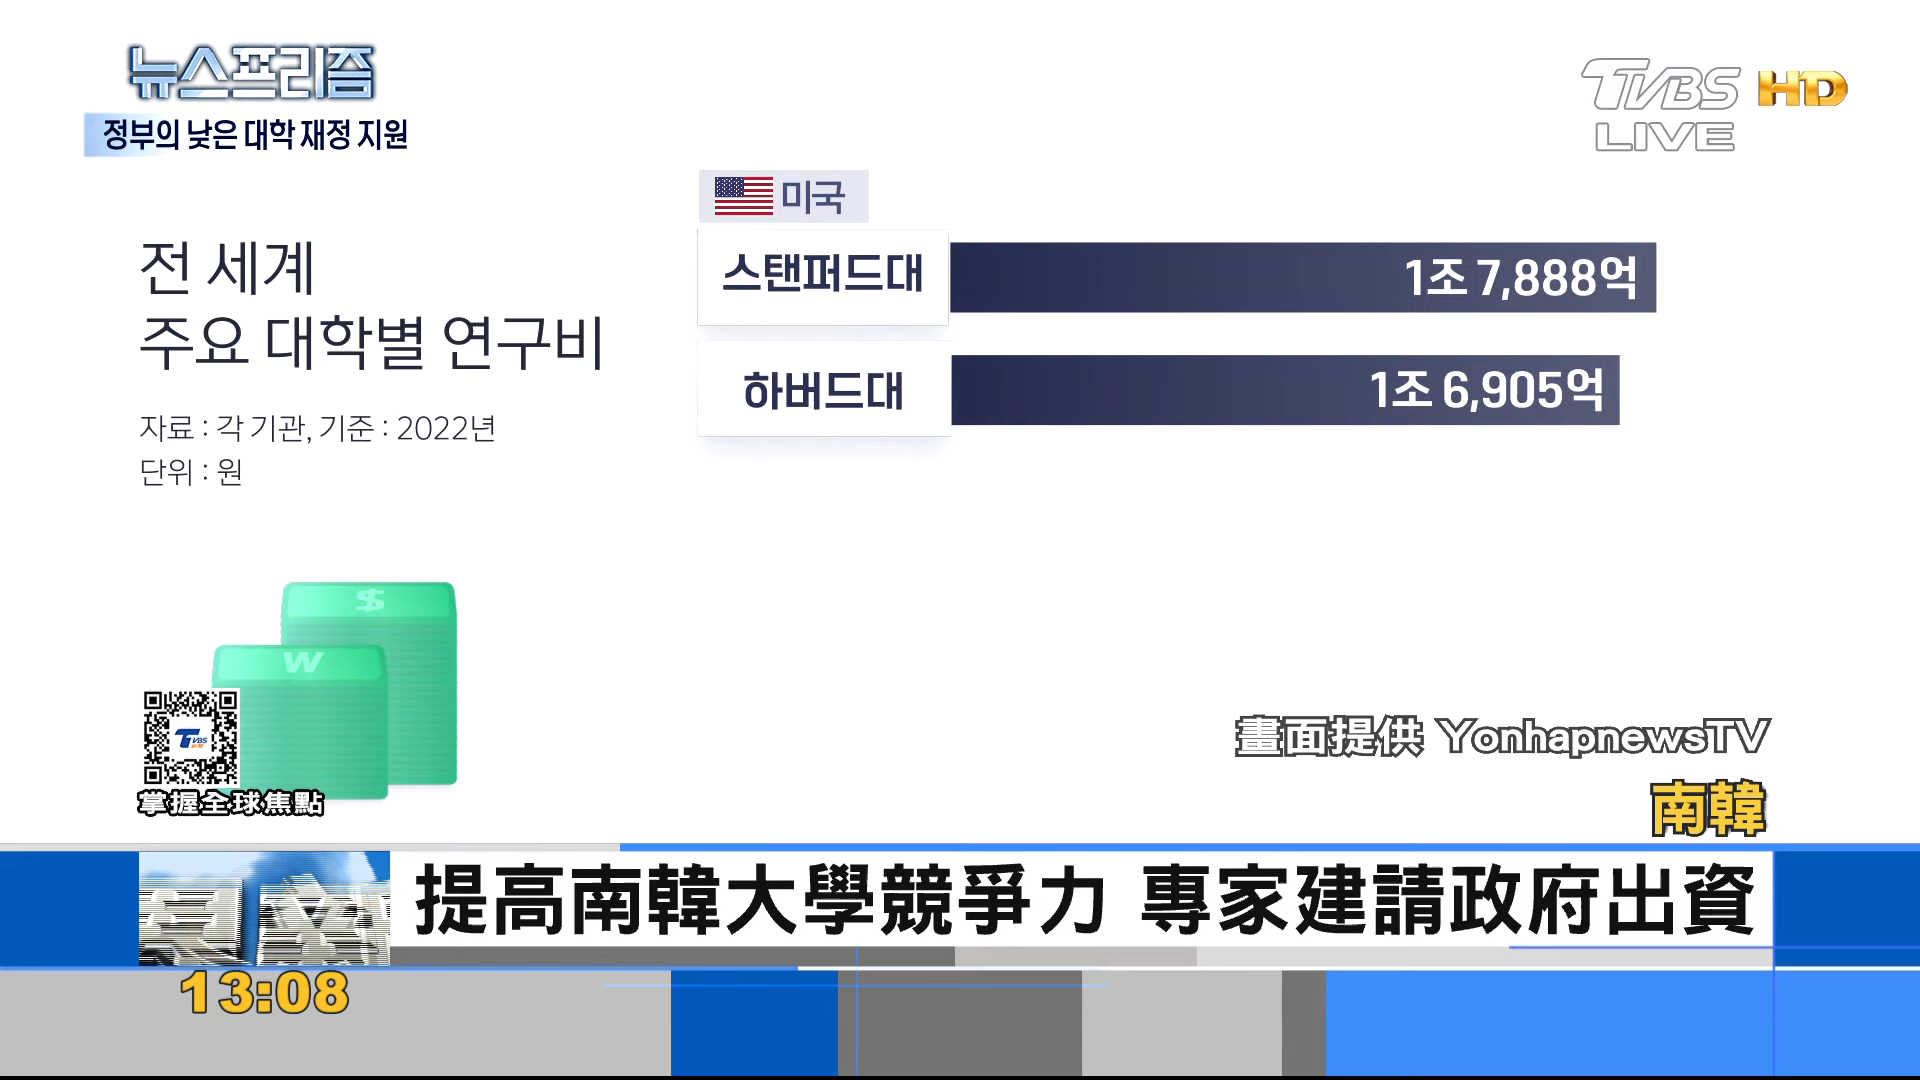 뉴스프리즘
정부의 낮은 대학 재정 지원
TVBS HD
LIVE
전 세계
주요 대학별 연구비
자료 : 각 기관, 기준 : 2022년
단위 : 원
미국
스탠퍼드대 1조 7,888억
하버드대 1조 6,905억
$
W
TVBS
掌握全球焦點
畫面提供 YonhapnewsTV
南韓
提高南韓大學競爭力 專家建請政府出資
13:08